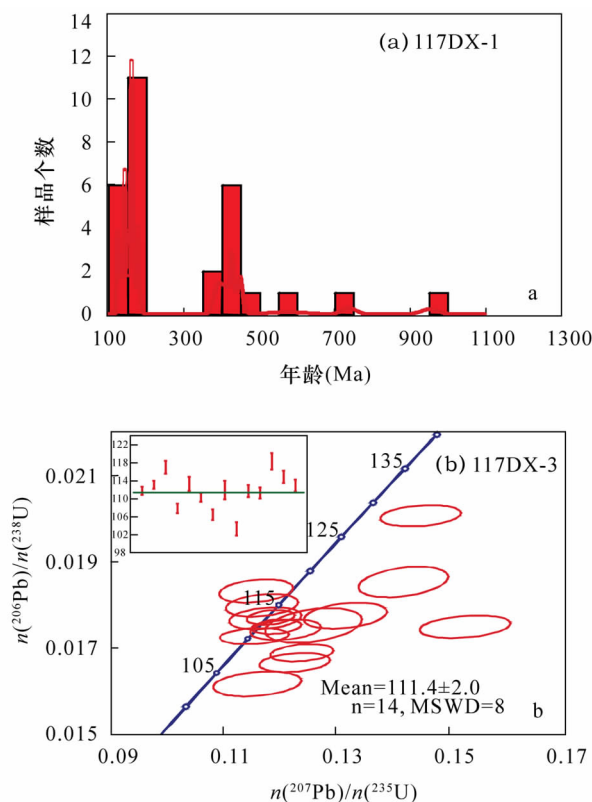 (a) 117DX-1
14
12
10
8
6
4
2
0
样品个数
a
100 300 500 700 900 1100 1300
年龄(Ma)
(b) 117DX-3
122
118
114
110
106
102
98
135
125
115
105
0.021
0.019
0.017
0.015
n(²⁰⁶Pb)/n(²³⁸U)
Mean=111.4±2.0
n=14, MSWD=8
b
0.09 0.11 0.13 0.15 0.17
n(²⁰⁷Pb)/n(²³⁵U)